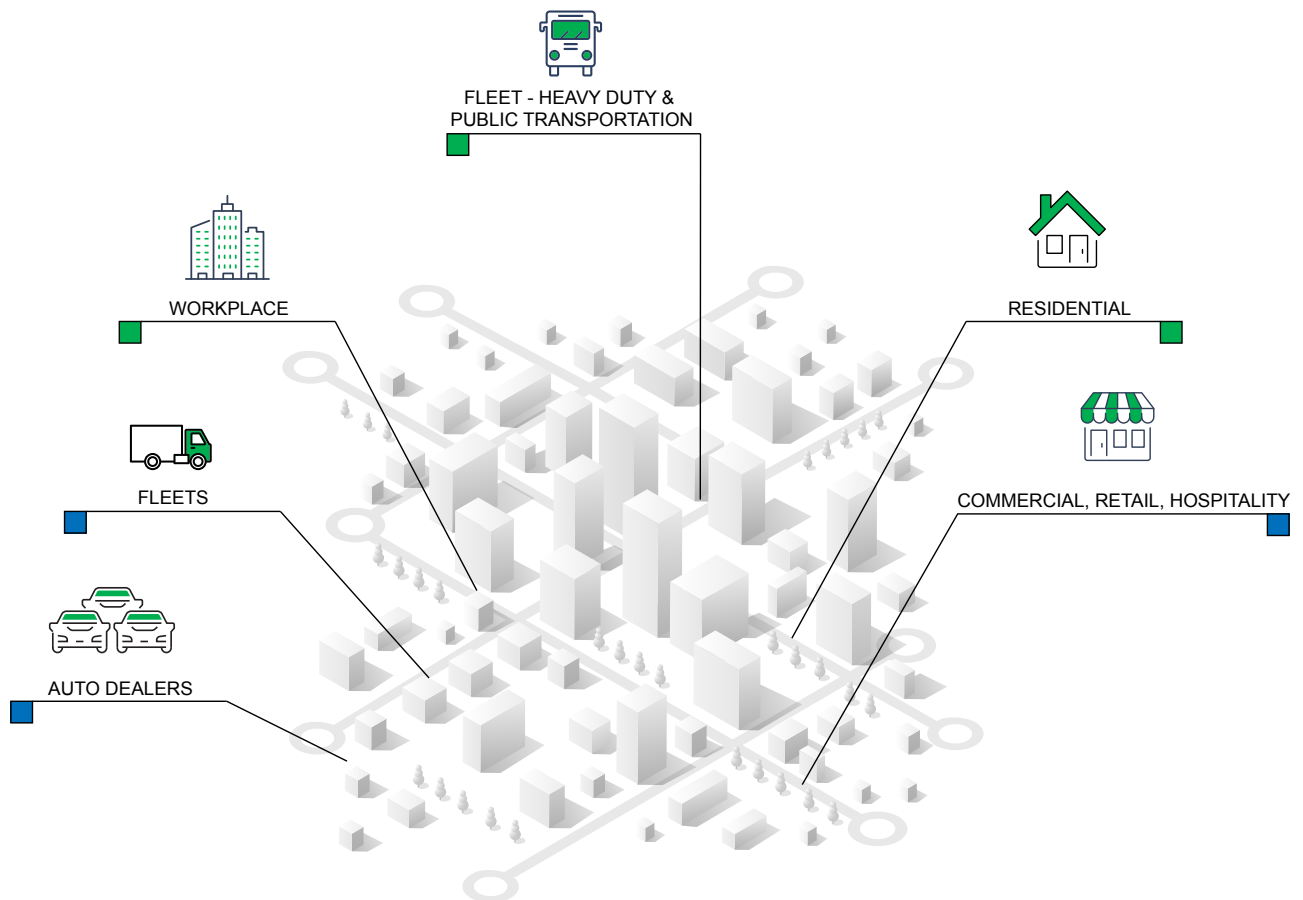 FLEET - HEAVY DUTY &
PUBLIC TRANSPORTATION
WORKPLACE
RESIDENTIAL
FLEETS
COMMERCIAL, RETAIL, HOSPITALITY
AUTO DEALERS